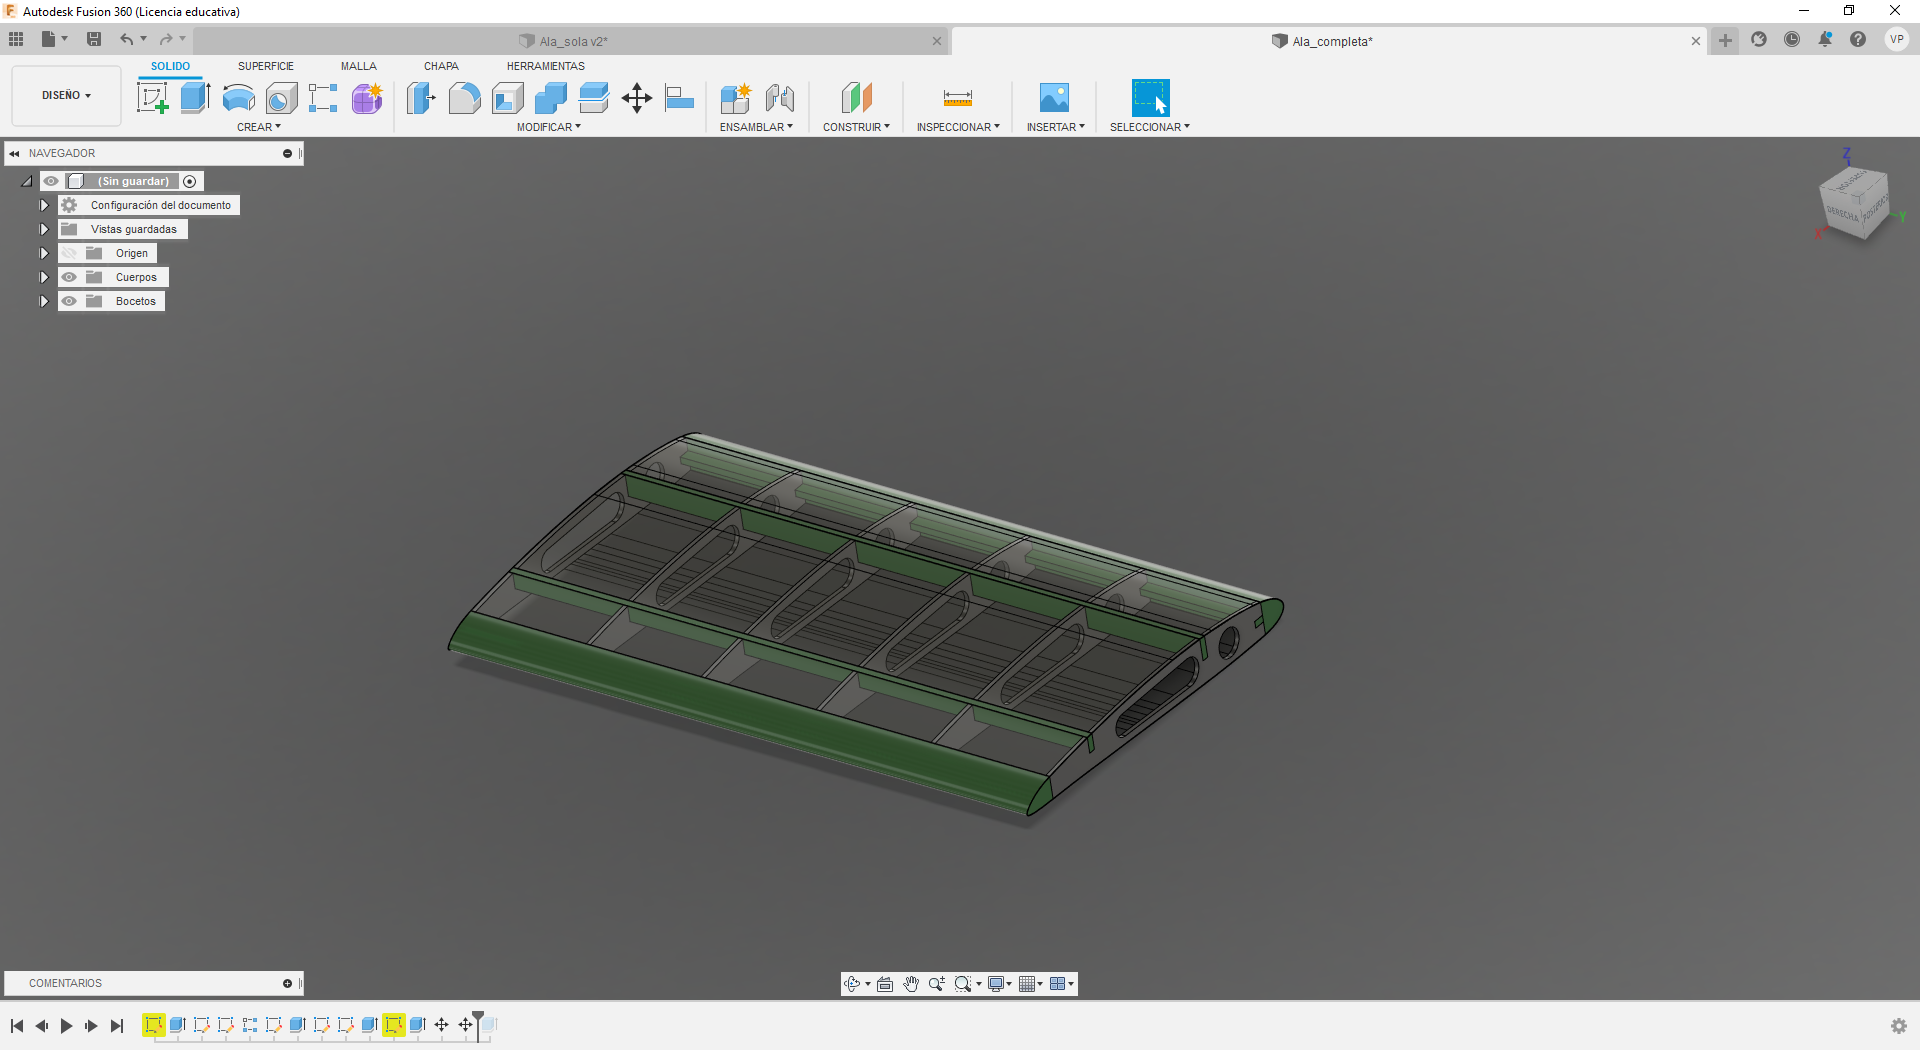 Autodesk Fusion 360 (Licencia educativa)
Ala_sola v2*
Ala_completa*
VP
DISEÑO
SOLIDO
SUPERFICIE
MALLA
CHAPA
HERRAMIENTAS
CREAR
MODIFICAR
ENSAMBLAR
CONSTRUIR
INSPECCIONAR
INSERTAR
SELECCIONAR
NAVEGADOR
(Sin guardar)
Configuración del documento
Vistas guardadas
Origen
Cuerpos
Bocetos
Z
DERECHA
Y
X
COMENTARIOS